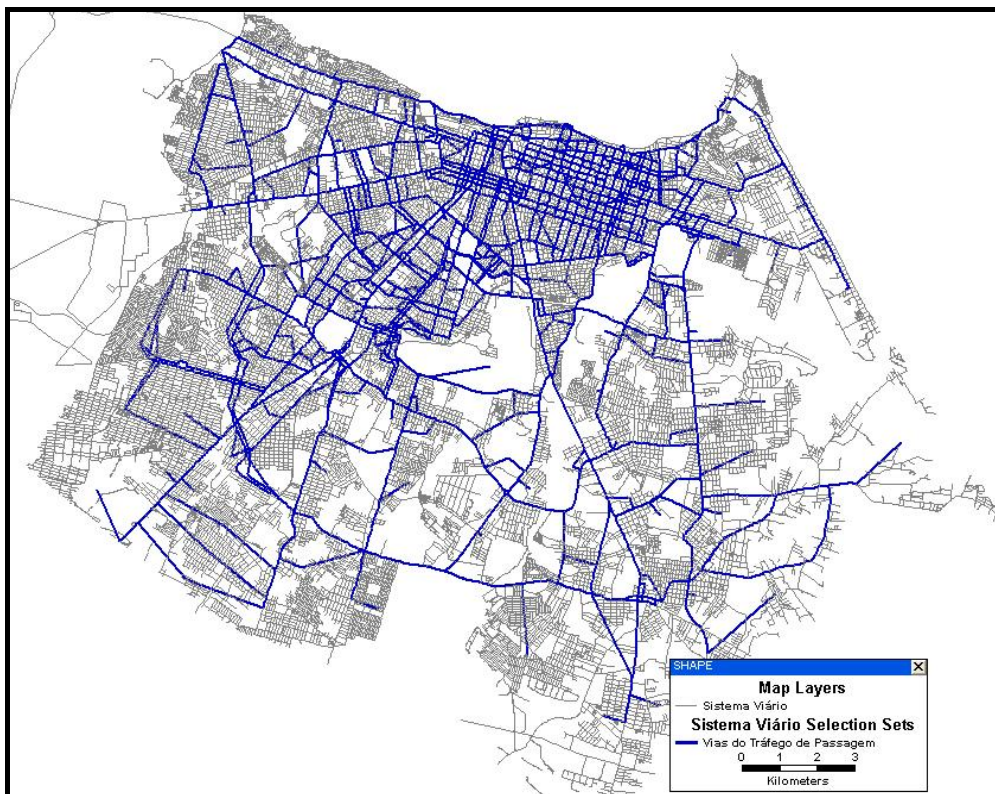 SHAPE
Map Layers
Sistema Viário
Sistema Viário Selection Sets
Vias do Tráfego de Passagem
0 1 2 3
Kilometers